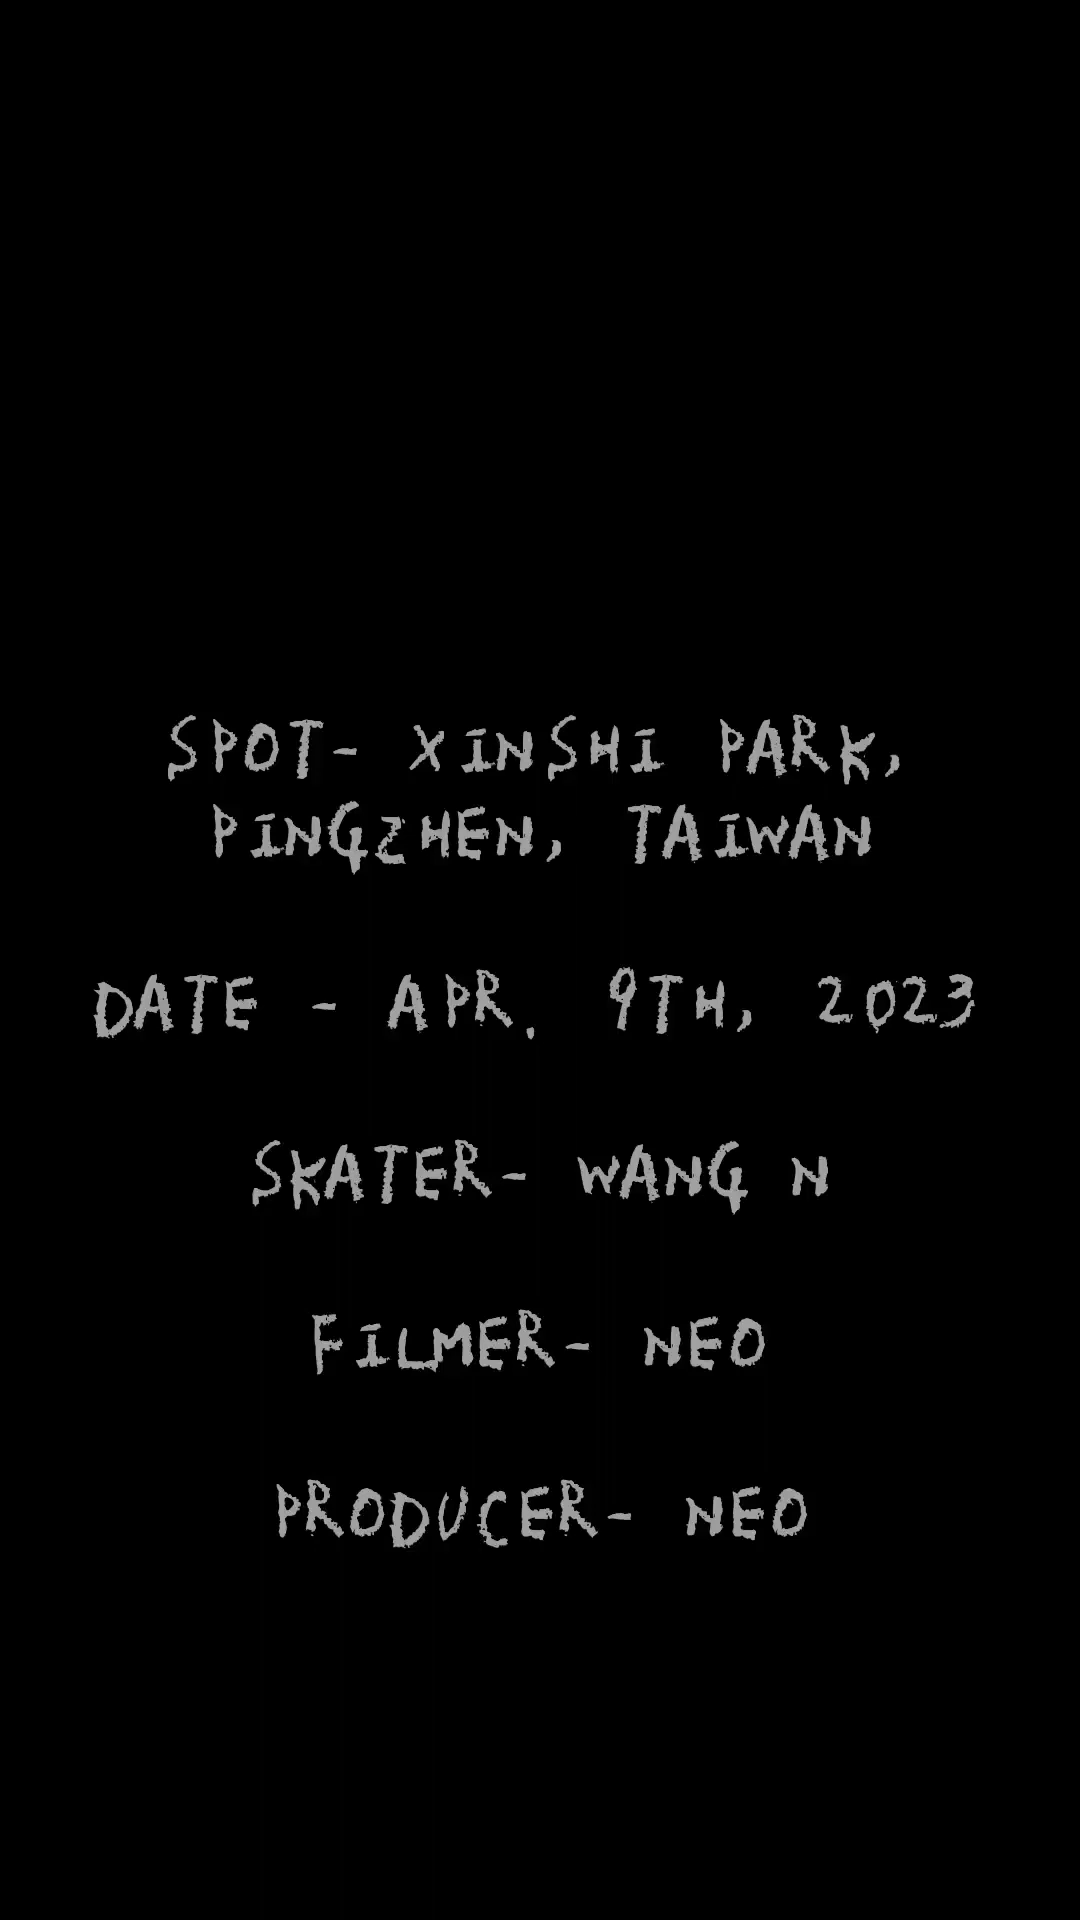 SPOT- XINSHI PARK,
PINGZHEN, TAIWAN
DATE - APR. 9TH, 2023
SKATER- WANG N
FILMER- NEO
PRODUCER- NEO